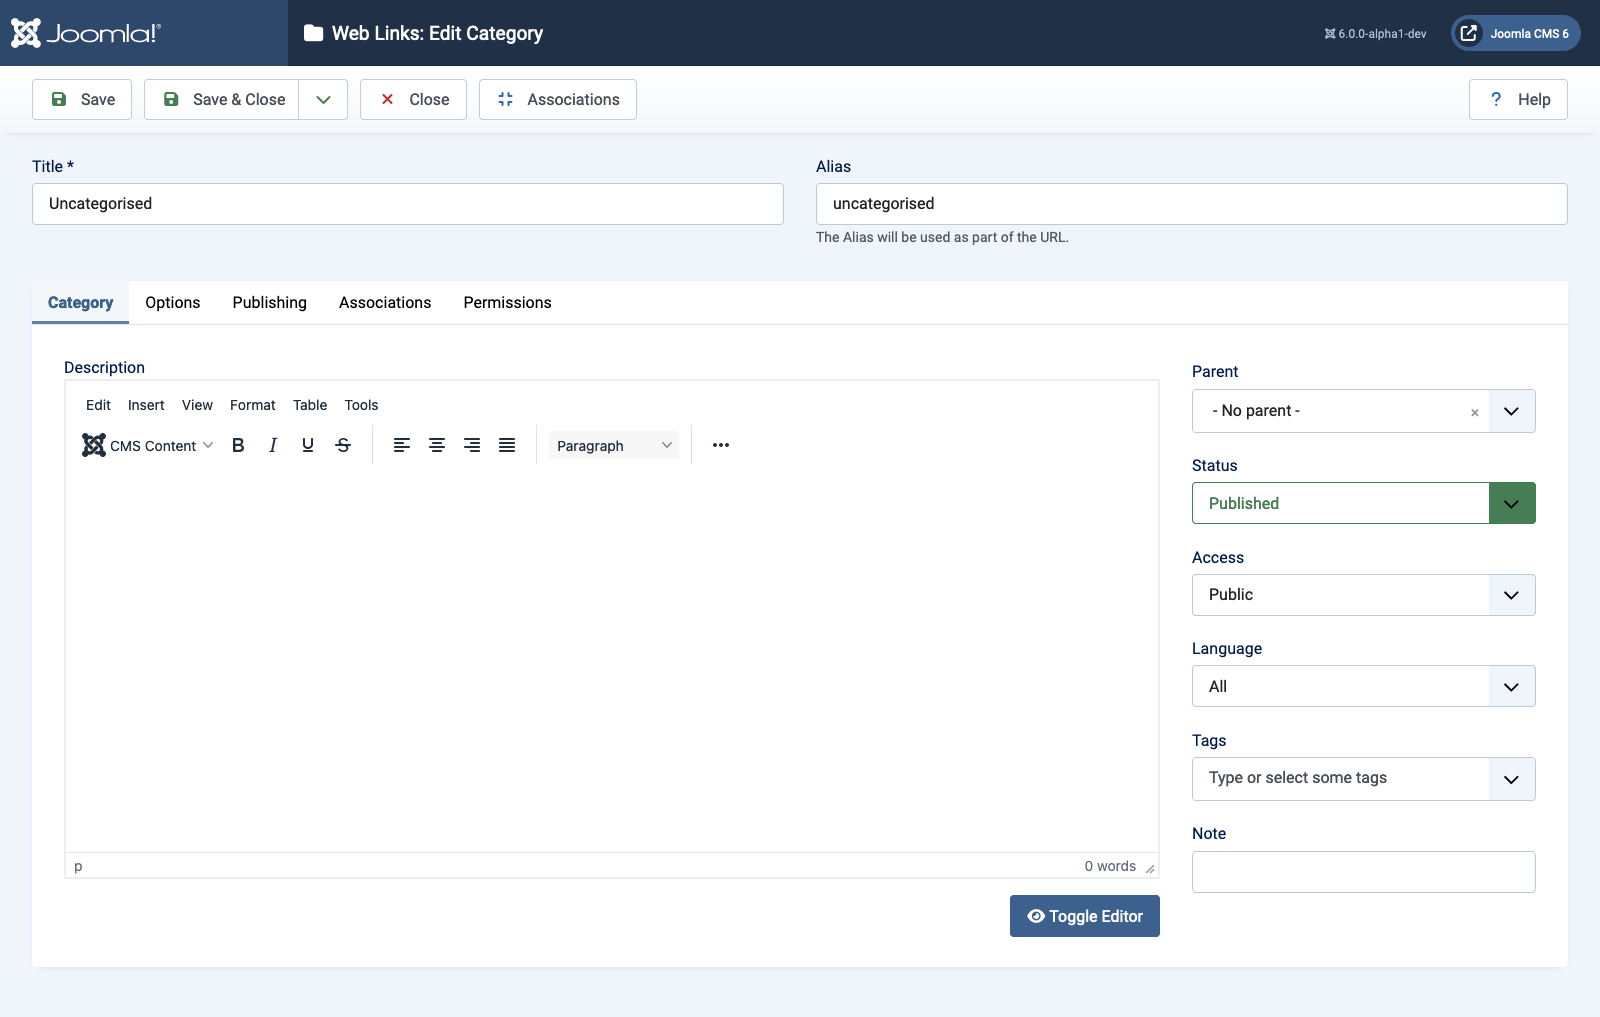 Joomla!®
Web Links: Edit Category
6.0.0-alpha1-dev
Joomla CMS 6
Save
Save & Close
Close
Associations
? Help
Title *
Alias
Uncategorised
uncategorised
The Alias will be used as part of the URL.
Category Options Publishing Associations Permissions
Description
Edit Insert View Format Table Tools
CMS Content B I U S Paragraph
p
0 words
Toggle Editor
Parent
- No parent - ×
Status
Published
Access
Public
Language
All
Tags
Type or select some tags
Note